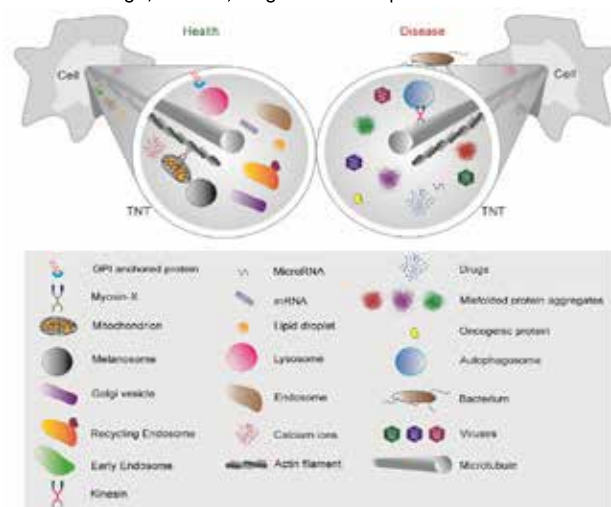 Health
Disease
Cell
Cell
TNT
TNT
GPI anchored protein
Myosin-X
Mitochondrion
Melanosome
Golgi vesicle
Recycling Endosome
Early Endosome
Kinesin
MicroRNA
mRNA
Lipid droplet
Lysosome
Endosome
Calcium ions
Actin filament
Drugs
Misfolded protein aggregates
Oncogenic protein
Autophagosome
Bacterium
Viruses
Microtubule